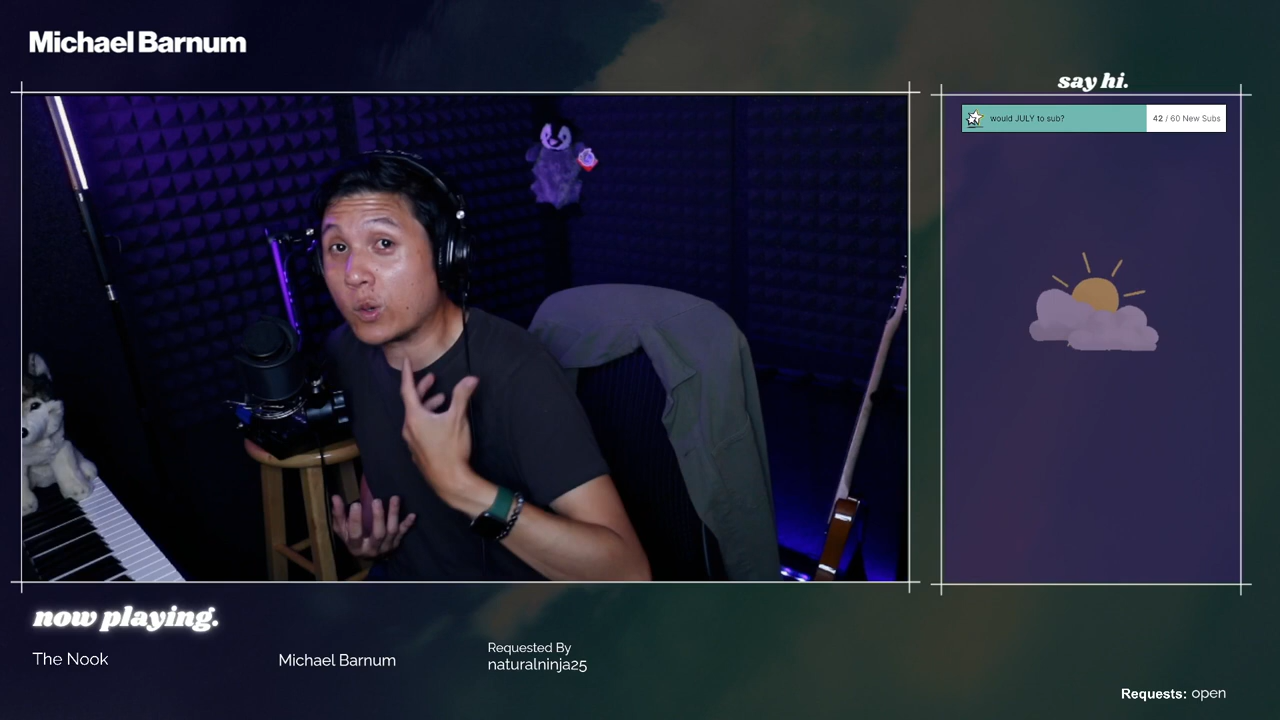 Michael Barnum
say hi.
would JULY to sub?
42 / 60 New Subs
now playing.
The Nook
Michael Barnum
Requested By
naturalninja25
Requests: open